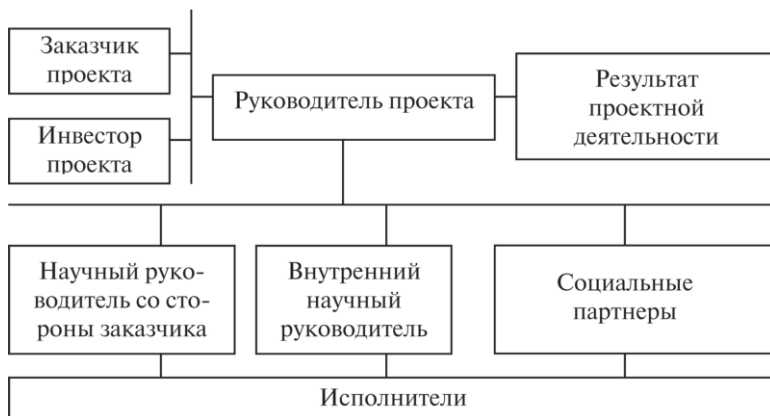 Заказчик
проекта
Инвестор
проекта
Руководитель проекта
Результат
проектной
деятельности
Научный руко-
водитель со сто-
роны заказчика
Внутренний
научный
руководитель
Социальные
партнеры
Исполнители